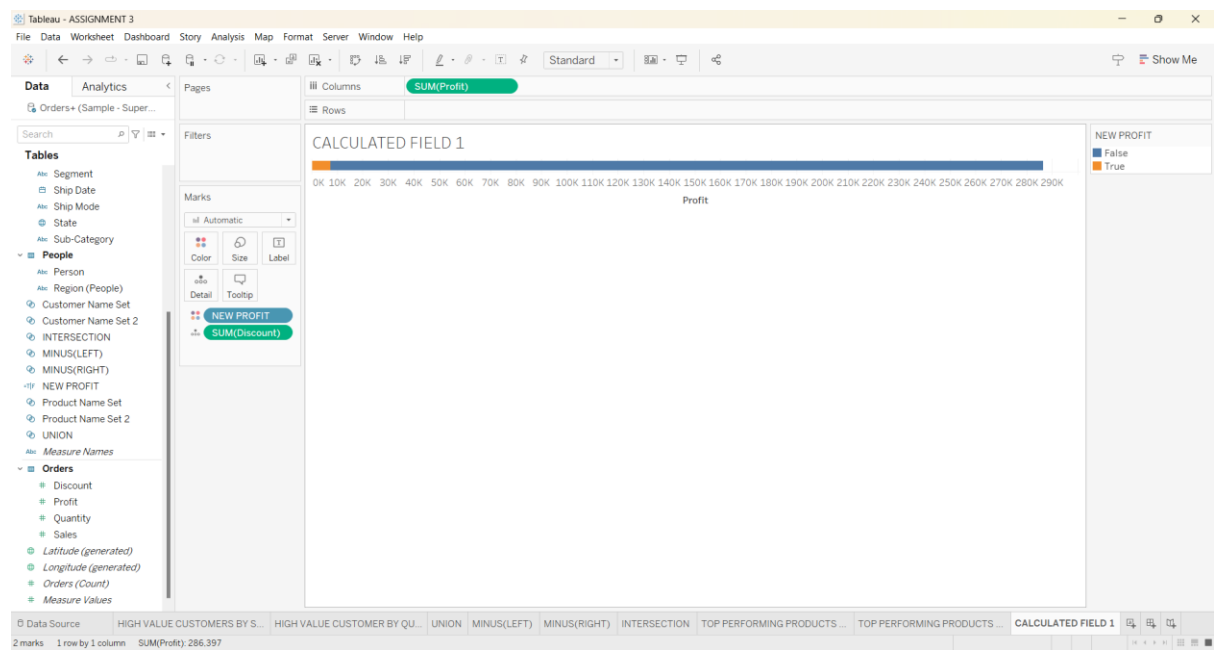 Tableau - ASSIGNMENT 3
File Data Worksheet Dashboard Story Analysis Map Format Server Window Help
Standard
Show Me
Data Analytics
Orders+ (Sample - Super...
Search
Tables
Abc Segment
Ship Date
Abc Ship Mode
State
Abc Sub-Category
People
Abc Person
Abc Region (People)
Customer Name Set
Customer Name Set 2
INTERSECTION
MINUS(LEFT)
MINUS(RIGHT)
NEW PROFIT
Product Name Set
Product Name Set 2
UNION
Abc Measure Names
Orders
# Discount
# Profit
# Quantity
# Sales
Latitude (generated)
Longitude (generated)
# Orders (Count)
# Measure Values
Pages
Filters
Marks
Automatic
Color Size Label
Detail Tooltip
NEW PROFIT
SUM(Discount)
Columns SUM(Profit)
Rows
CALCULATED FIELD 1
0K 10K 20K 30K 40K 50K 60K 70K 80K 90K 100K 110K 120K 130K 140K 150K 160K 170K 180K 190K 200K 210K 220K 230K 240K 250K 260K 270K 280K 290K
Profit
NEW PROFIT
False
True
Data Source HIGH VALUE CUSTOMERS BY S... HIGH VALUE CUSTOMER BY QU... UNION MINUS(LEFT) MINUS(RIGHT) INTERSECTION TOP PERFORMING PRODUCTS ... TOP PERFORMING PRODUCTS ... CALCULATED FIELD 1
2 marks 1 row by 1 column SUM(Profit): 286,397